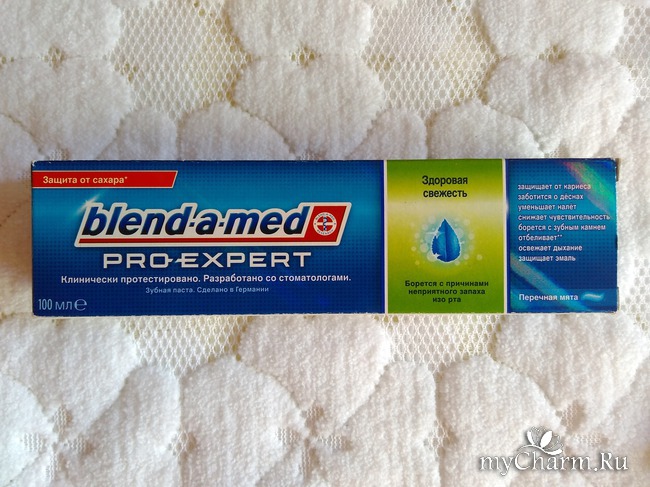 Защита от сахара*
blend-a-med
PRO-EXPERT
Клинически протестировано. Разработано со стоматологами.
Зубная паста. Сделано в Германии
100 мл℮
Здоровая
свежесть
Борется с причинами
неприятного запаха
изо рта
защищает от кариеса
заботится о деснах
уменьшает налет
снижает чувствительность
борется с зубным камнем
отбеливает**
освежает дыхание
защищает эмаль
Перечная мята
myCharm.Ru